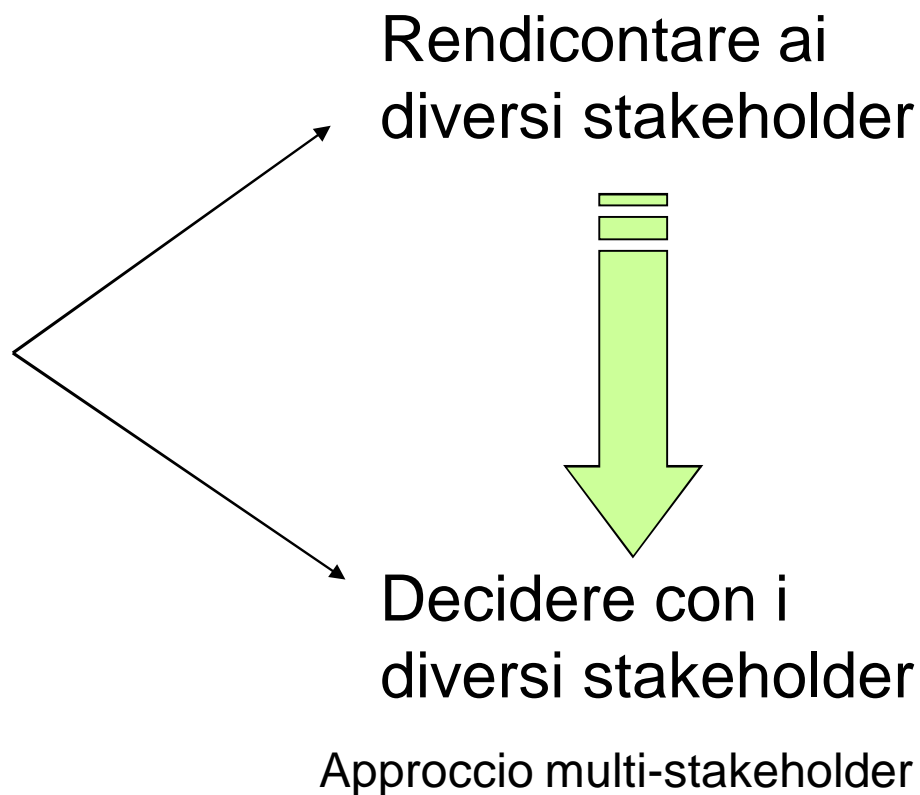 Rendicontare ai
diversi stakeholder
Decidere con i
diversi stakeholder
Approccio multi-stakeholder